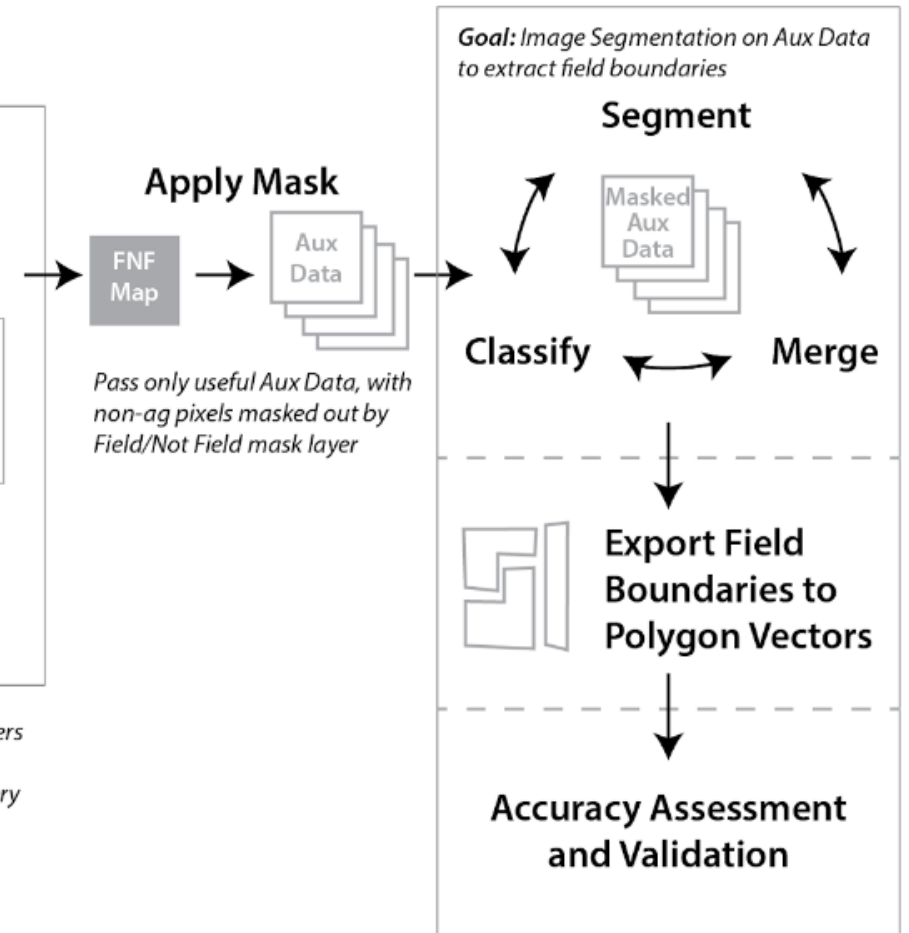 Goal: Image Segmentation on Aux Data
to extract field boundaries
Segment
Masked
Aux
Data
Classify
Merge
Apply Mask
FNF
Map
Aux
Data
Pass only useful Aux Data, with
non-ag pixels masked out by
Field/Not Field mask layer
Export Field
Boundaries to
Polygon Vectors
Accuracy Assessment
and Validation